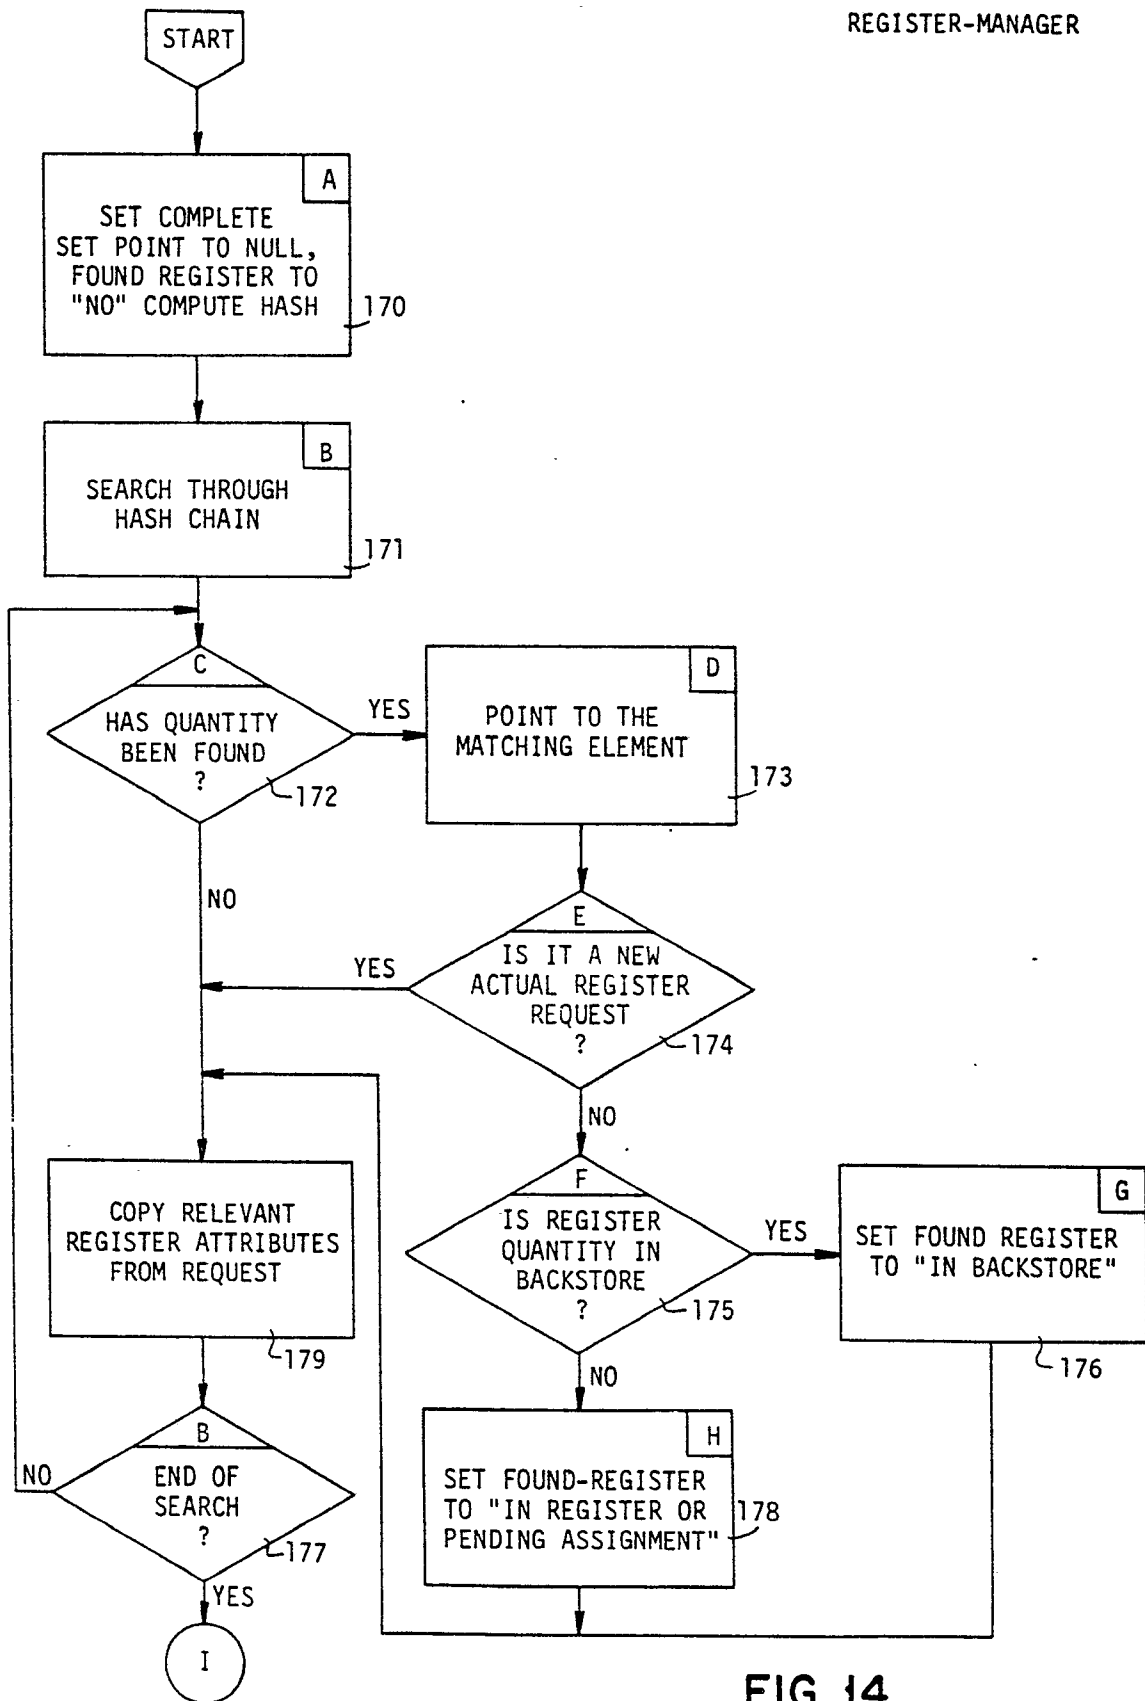 REGISTER-MANAGER
START
A
SET COMPLETE
SET POINT TO NULL,
FOUND REGISTER TO
"NO" COMPUTE HASH
170
B
SEARCH THROUGH
HASH CHAIN
171
C
HAS QUANTITY
BEEN FOUND
?
172
YES
NO
D
POINT TO THE
MATCHING ELEMENT
173
E
IS IT A NEW
ACTUAL REGISTER
REQUEST
?
174
YES
NO
F
IS REGISTER
QUANTITY IN
BACKSTORE
?
175
YES
NO
G
SET FOUND REGISTER
TO "IN BACKSTORE"
176
H
SET FOUND-REGISTER
TO "IN REGISTER OR
PENDING ASSIGNMENT"
178
COPY RELEVANT
REGISTER ATTRIBUTES
FROM REQUEST
179
B
END OF
SEARCH
?
177
NO
YES
I
FIG. 14